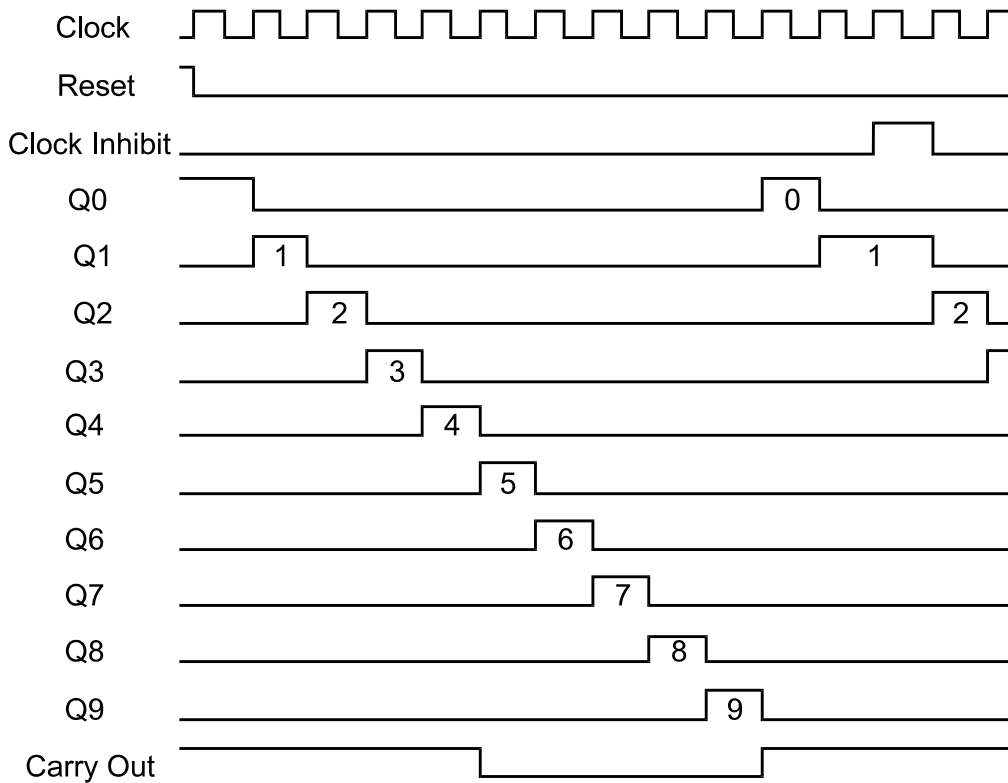 Clock
Reset
Clock Inhibit
Q0 0
Q1 1 1
Q2 2 2
Q3 3
Q4 4
Q5 5
Q6 6
Q7 7
Q8 8
Q9 9
Carry Out